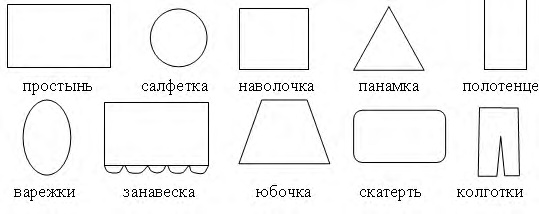 простынь салфетка наволочка панамка полотенце
варежки занавеска юбочка скатерть колготки